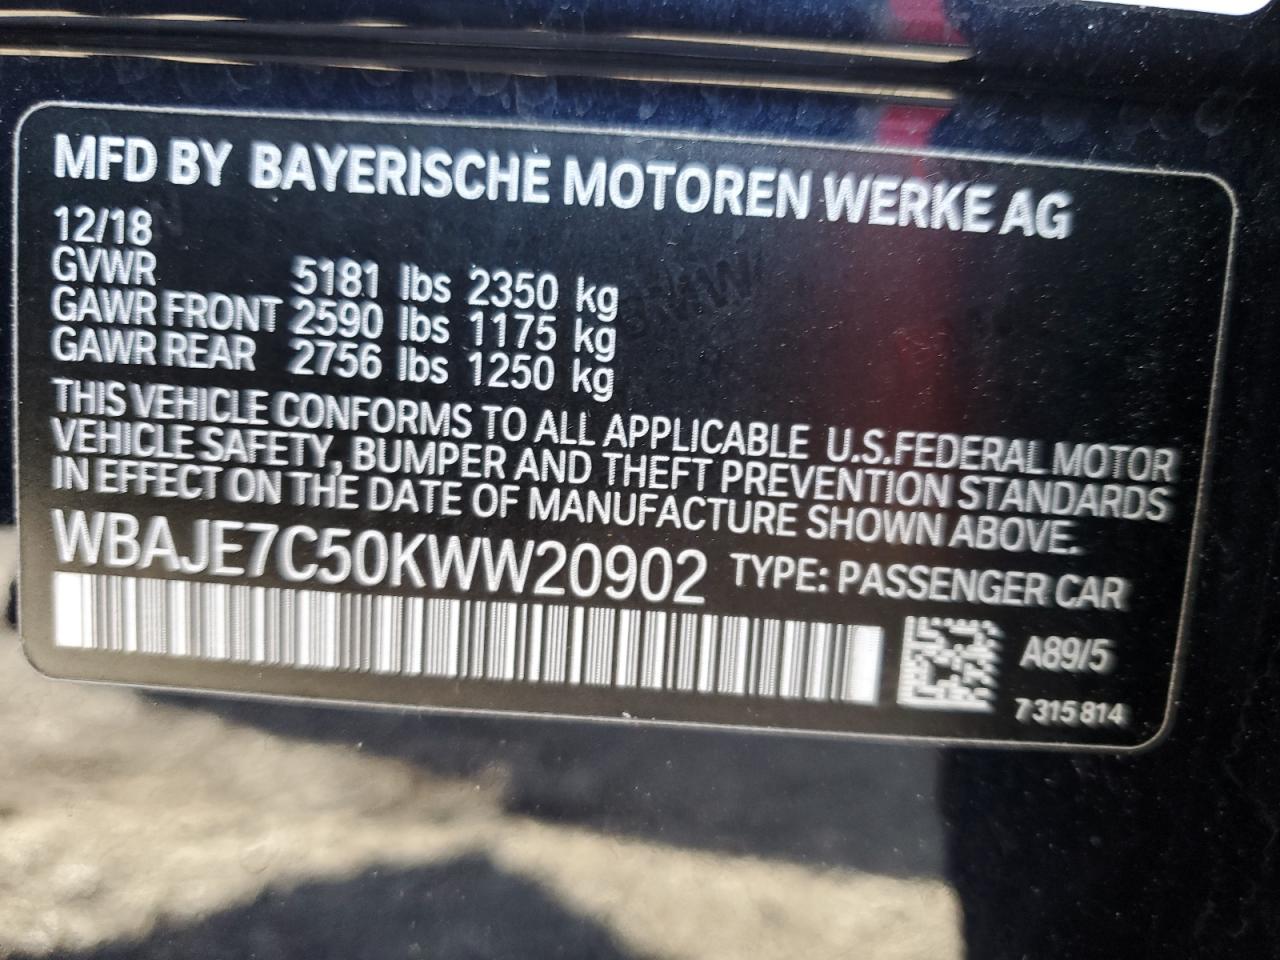 MFD BY BAYERISCHE MOTOREN WERKE AG
12/18
GVWR 5181 lbs 2350 kg
GAWR FRONT 2590 lbs 1175 kg
GAWR REAR 2756 lbs 1250 kg
THIS VEHICLE CONFORMS TO ALL APPLICABLE U.S.FEDERAL MOTOR
VEHICLE SAFETY, BUMPER AND THEFT PREVENTION STANDARDS
IN EFFECT ON THE DATE OF MANUFACTURE SHOWN ABOVE.
WBAJE7C50KWW20902 TYPE: PASSENGER CAR
A89/5
7 315 814